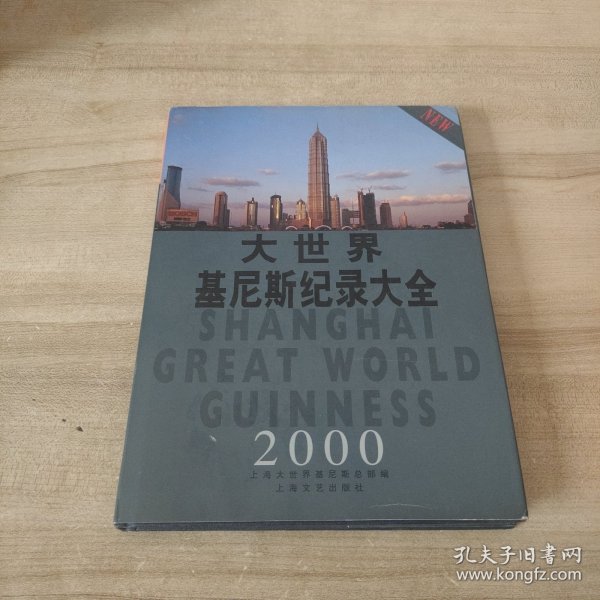 NEW
大世界
基尼斯纪录大全
SHANGHAI
GREAT WORLD
GUINNESS
2000
上海大世界基尼斯总部编
上海文艺出版社
孔夫子旧书网
www.kongfz.com